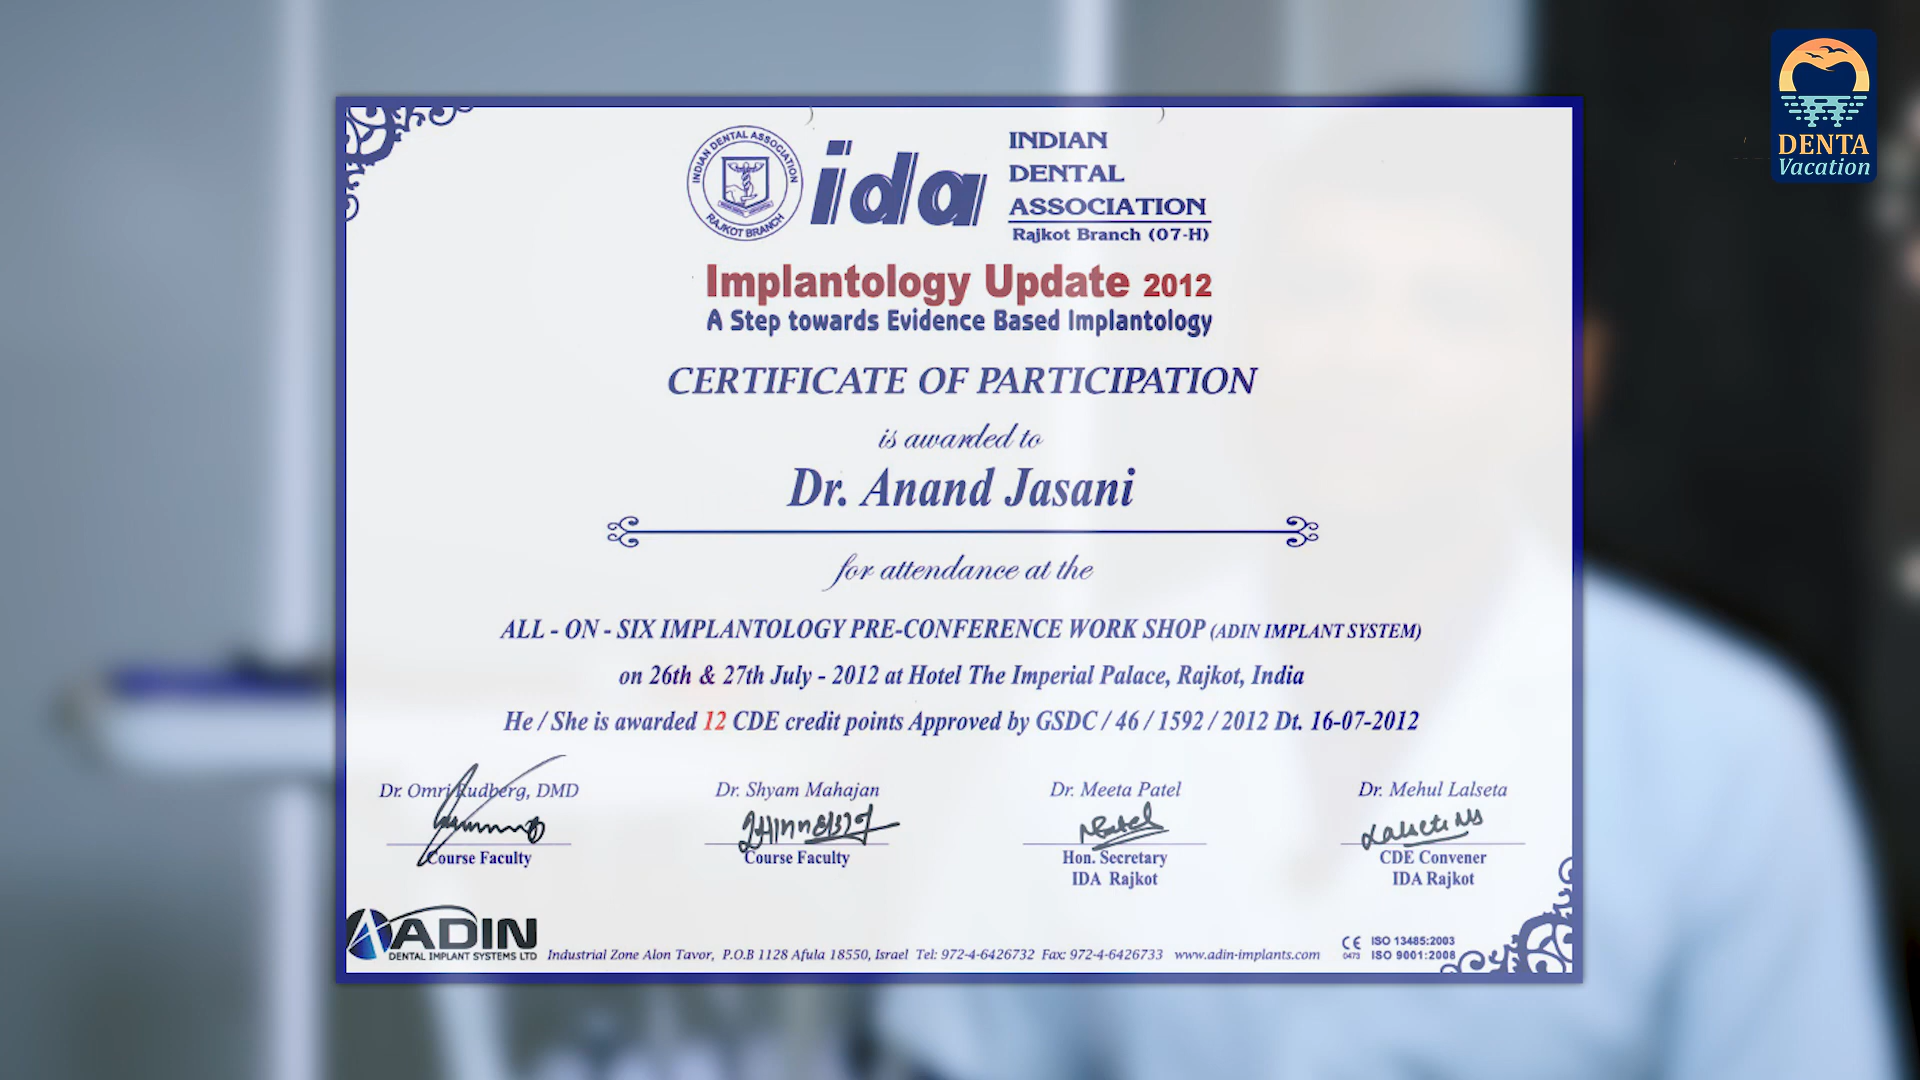 DENTA
Vacation
INDIAN DENTAL ASSOCIATION
RAJKOT BRANCH
ida
INDIAN
DENTAL
ASSOCIATION
Rajkot Branch (07-H)
Implantology Update 2012
A Step towards Evidence Based Implantology
CERTIFICATE OF PARTICIPATION
is awarded to
Dr. Anand Jasani
for attendance at the
ALL - ON - SIX IMPLANTOLOGY PRE-CONFERENCE WORK SHOP (ADIN IMPLANT SYSTEM)
on 26th & 27th July - 2012 at Hotel The Imperial Palace, Rajkot, India
He / She is awarded 12 CDE credit points Approved by GSDC / 46 / 1592 / 2012 Dt. 16-07-2012
Dr. Omri Rudberg, DMD
Course Faculty
Dr. Shyam Mahajan
Course Faculty
Dr. Meeta Patel
Hon. Secretary
IDA Rajkot
Dr. Mehul Lalseta
CDE Convener
IDA Rajkot
ADIN
DENTAL IMPLANT SYSTEMS LTD
Industrial Zone Alon Tavor, P.O.B 1128 Afula 18550, Israel Tel: 972-4-6426732 Fax: 972-4-6426733 www.adin-implants.com
CE 0473
ISO 13485:2003
ISO 9001:2008